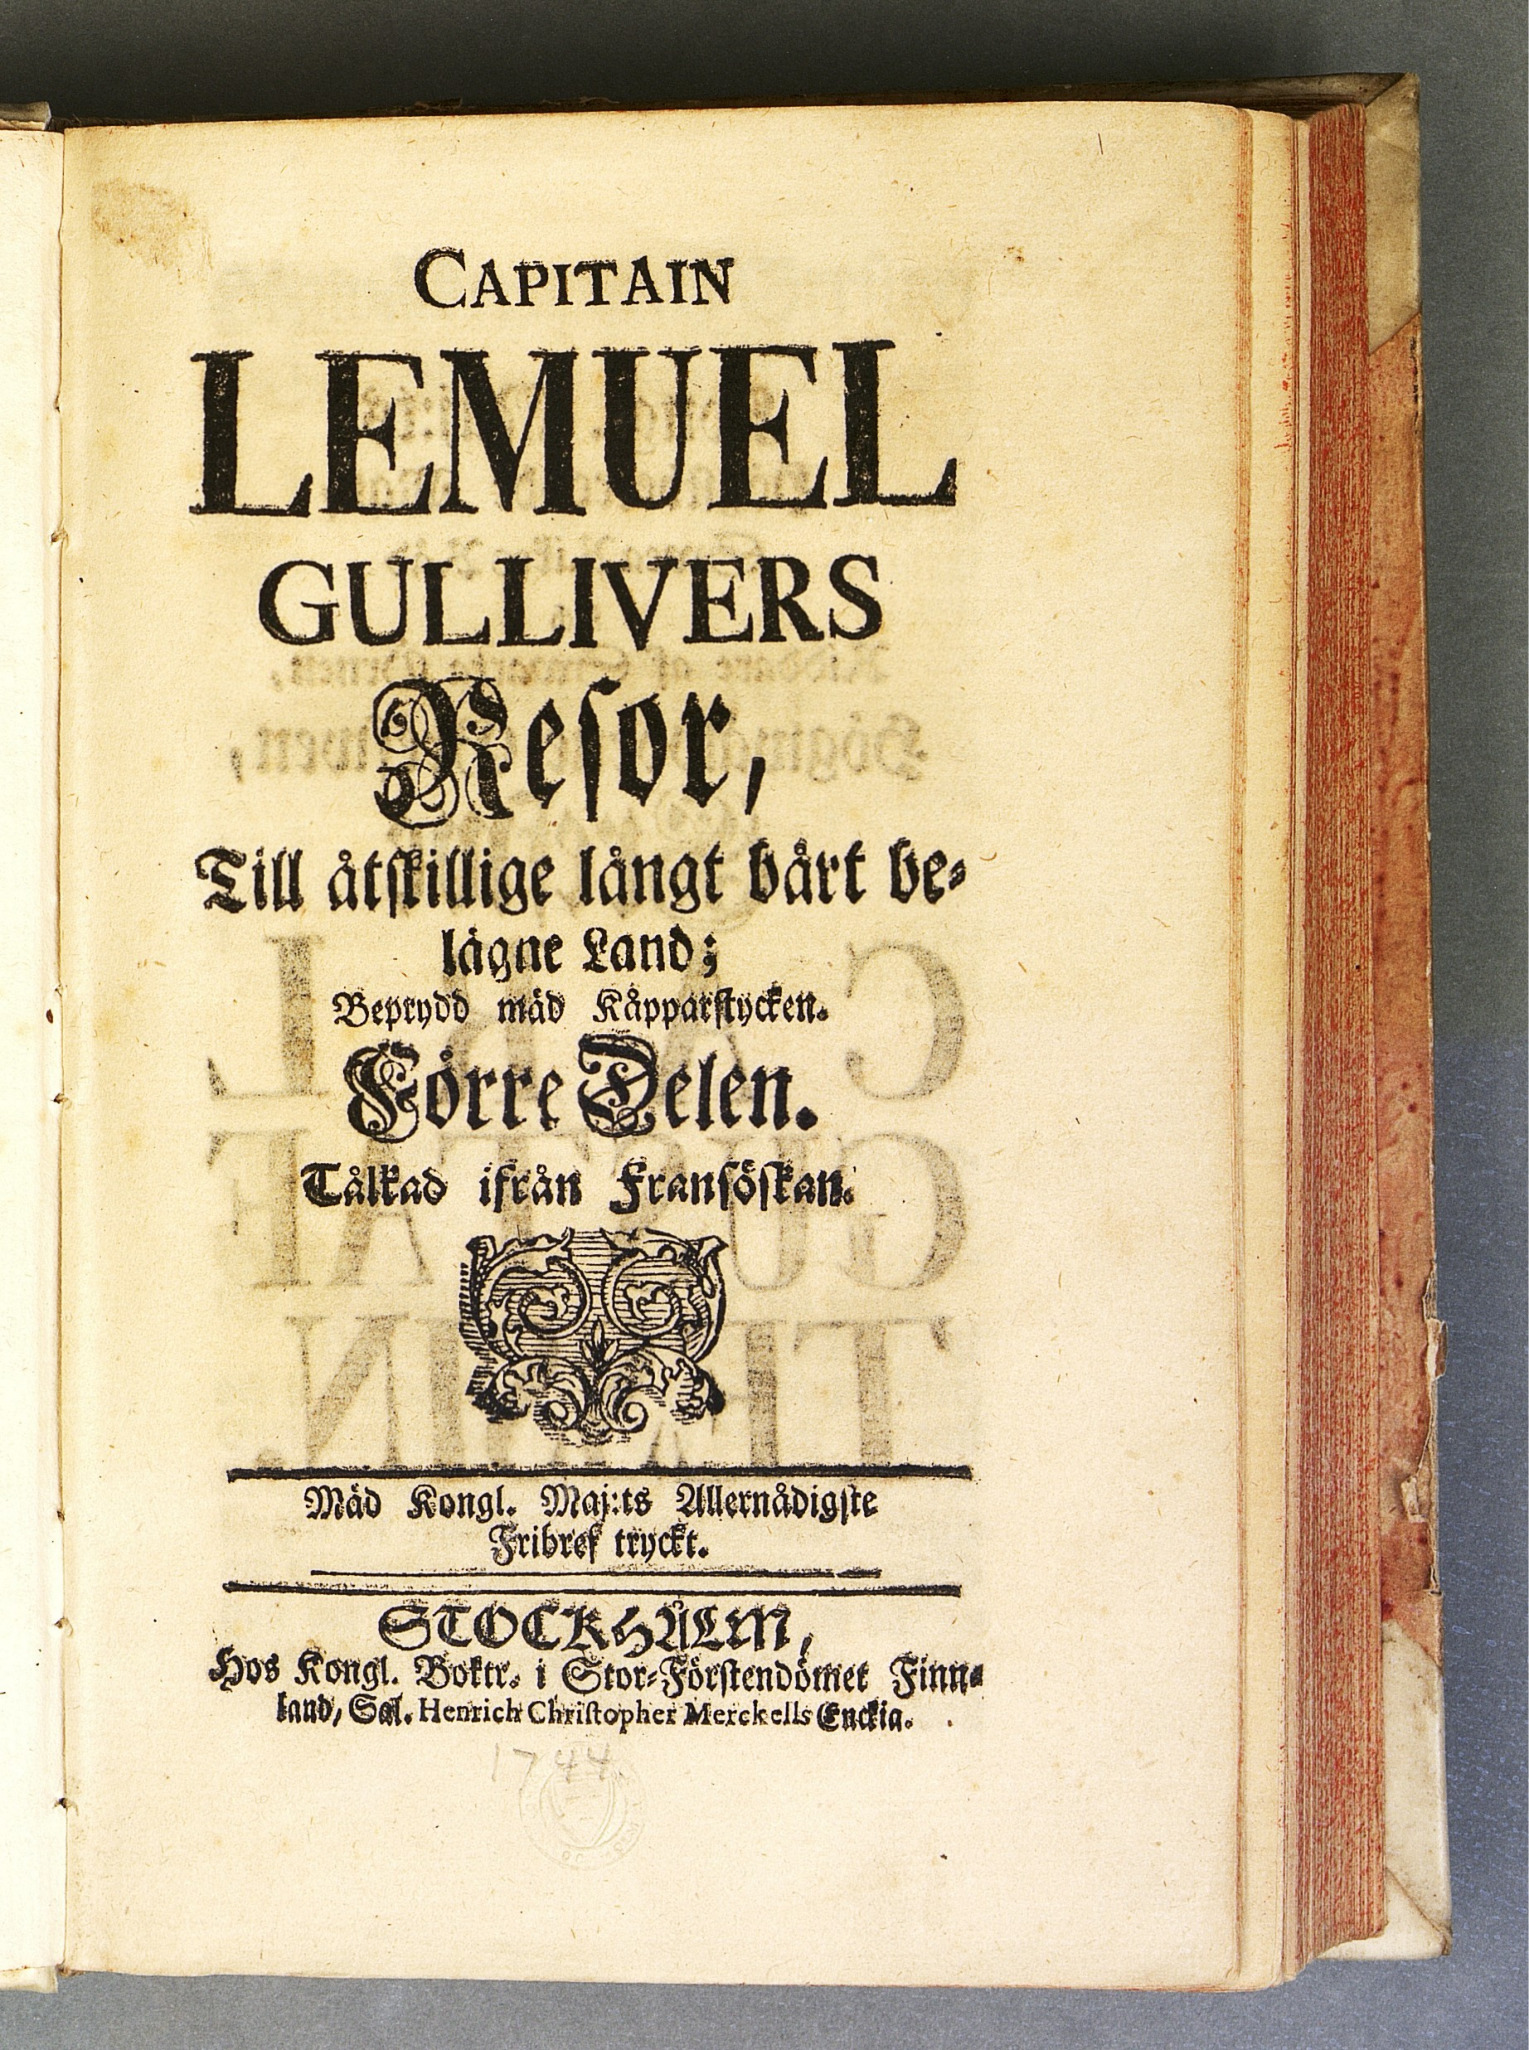 CAPITAIN
LEMUEL
GULLIVERS
Resor,
Till åtskillige långt bårt be-
lägne Land;
Beprydd mäd Kåpparstycken.
Förre Delen.
Tålkad ifrån Fransöskan.
Mäd Kongl. Maj:ts Allernådigste
Fribref tryckt.
STOCKHÅLM,
Hos Kongl. Boktr. i Stor-Förstendömet Finn-
land, Sal. Henrich Christopher Merckells Enckia.
1744